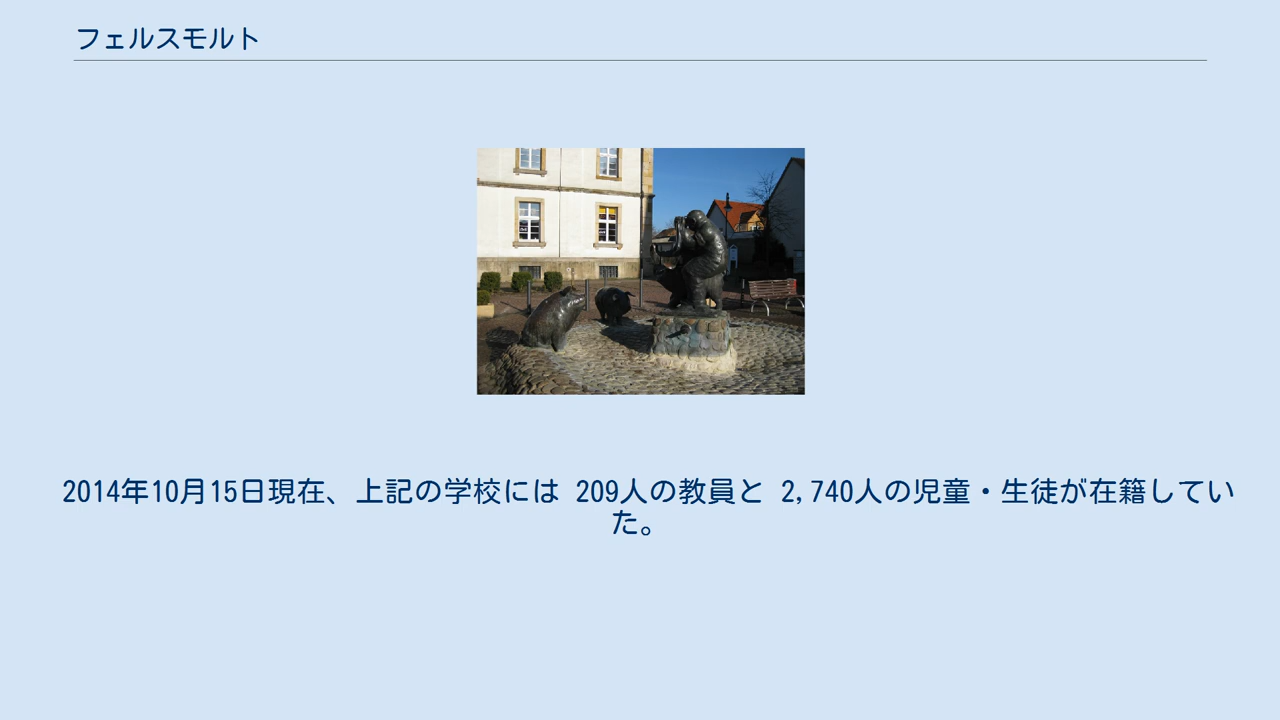 フェルスモルト
2014年10月15日現在、上記の学校には 209人の教員と 2,740人の児童・生徒が在籍してい
た。